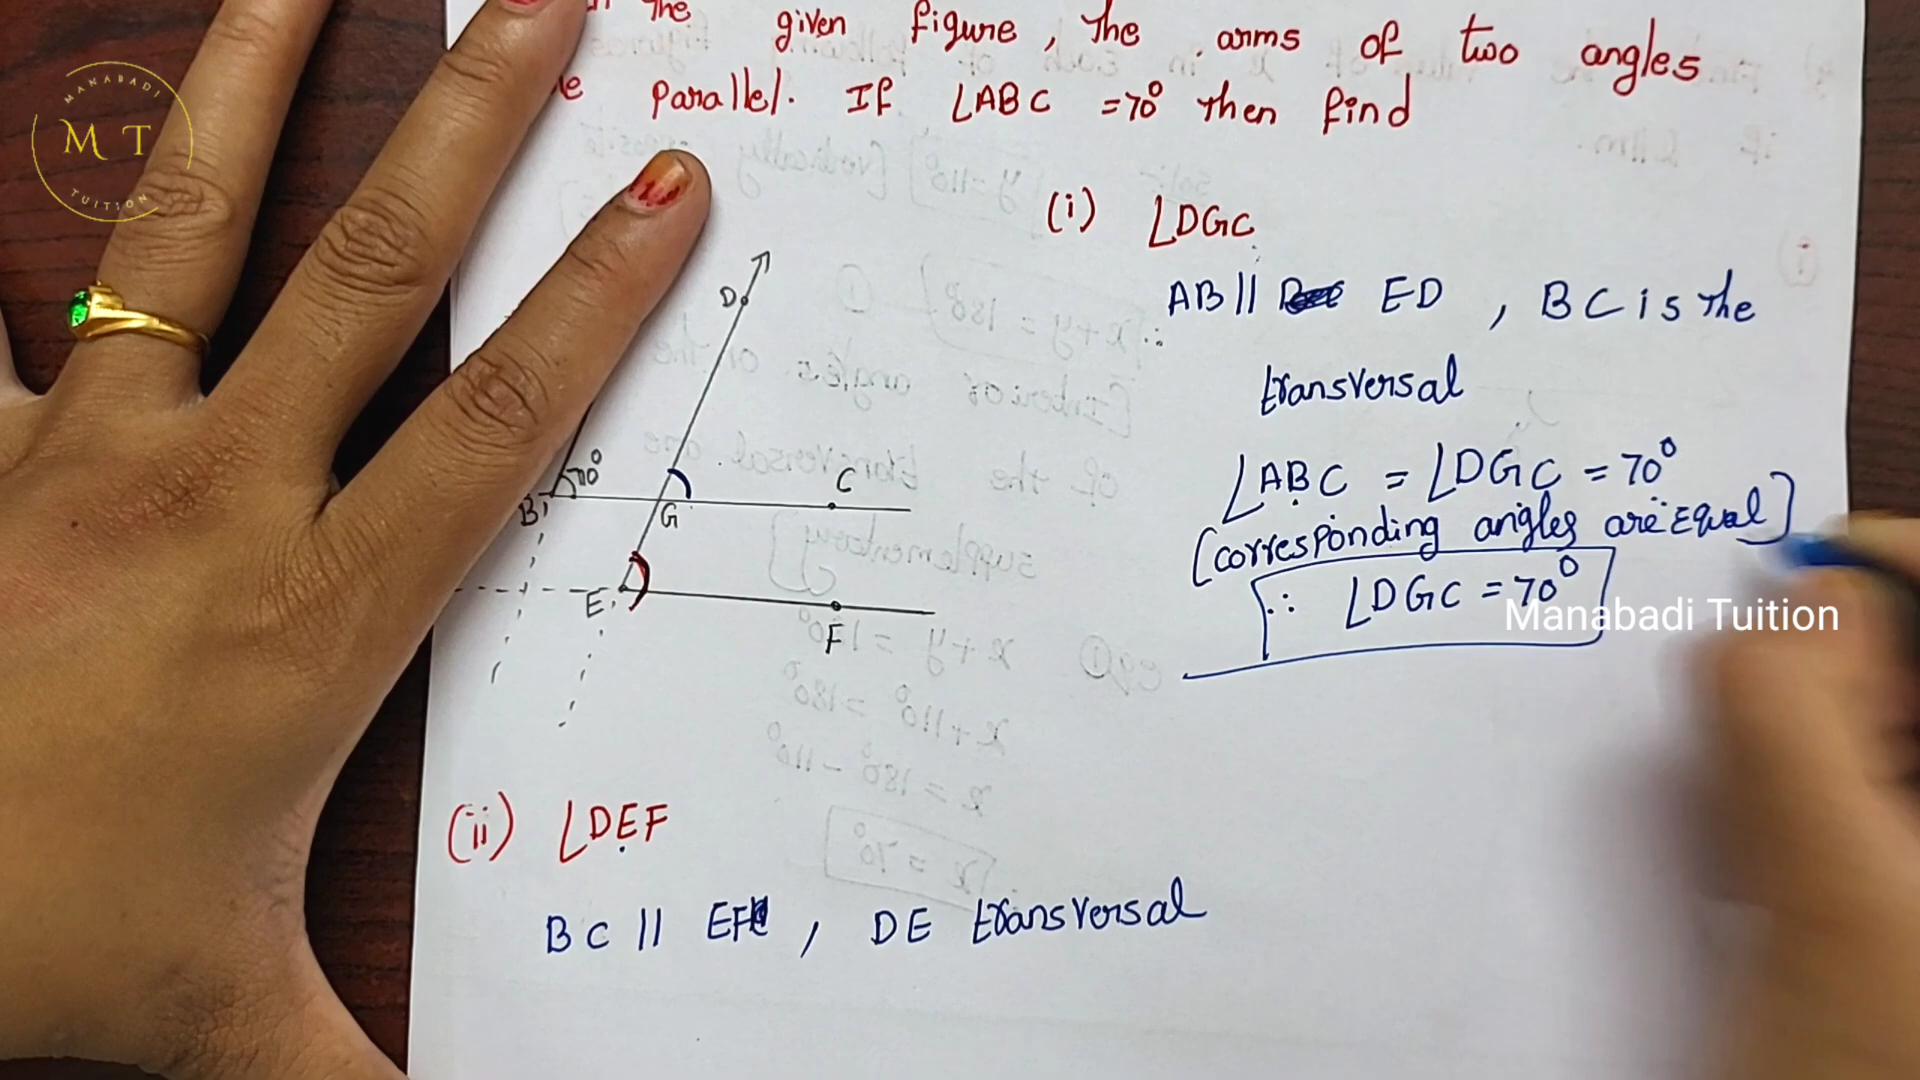 MANABADI
M T
TUITION
the given figure, the arms of two angles
parallel. If ∠ABC =70° then find
(i) ∠DGC
AB || ED , BC is the
transversal
∠ABC = ∠DGC = 70°
[corresponding angles are equal]
∴ ∠DGC = 70°
Manabadi Tuition
D
70°
B
G
C
E
F
(ii) ∠DEF
BC || EF , DE transversal